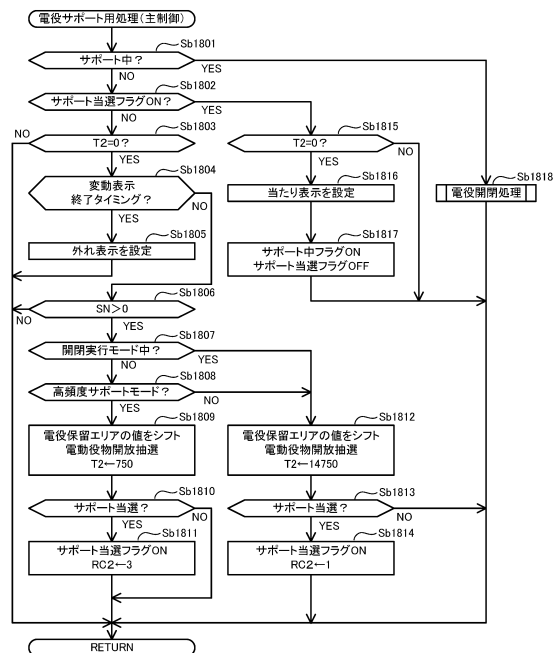 電役サポート用処理(主制御)
Sb1801
サポート中?
NO
YES
Sb1802
サポート当選フラグON?
NO
YES
Sb1803
NO
T2=0?
YES
Sb1804
変動表示
終了タイミング?
NO
YES
Sb1805
外れ表示を設定
Sb1815
T2=0?
NO
YES
Sb1816
当たり表示を設定
Sb1817
サポート中フラグON
サポート当選フラグOFF
Sb1818
電役開閉処理
Sb1806
SN>0
NO
YES
Sb1807
開閉実行モード中?
YES
NO
Sb1808
高頻度サポートモード?
NO
YES
Sb1809
電役保留エリアの値をシフト
電動役物開放抽選
T2←750
Sb1810
サポート当選?
NO
YES
Sb1811
サポート当選フラグON
RC2←3
Sb1812
電役保留エリアの値をシフト
電動役物開放抽選
T2←14750
Sb1813
サポート当選?
NO
YES
Sb1814
サポート当選フラグON
RC2←1
RETURN